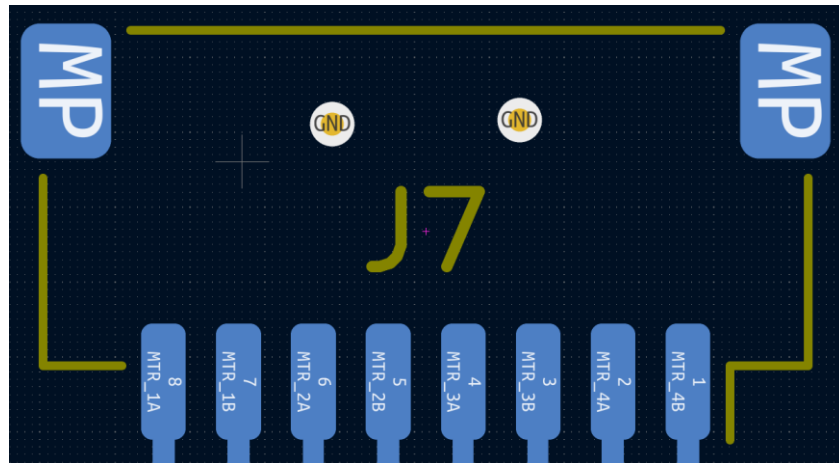 MP
MP
GND
GND
J7
8
MTR_1A
7
MTR_1B
6
MTR_2A
5
MTR_2B
4
MTR_3A
3
MTR_3B
2
MTR_4A
1
MTR_4B